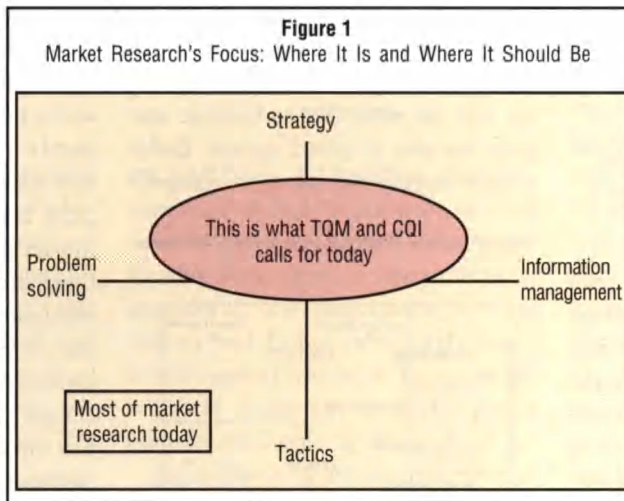 Figure 1
Market Research's Focus: Where It Is and Where It Should Be
Strategy
This is what TQM and CQI
calls for today
Problem
solving
Information
management
Most of market
research today
Tactics